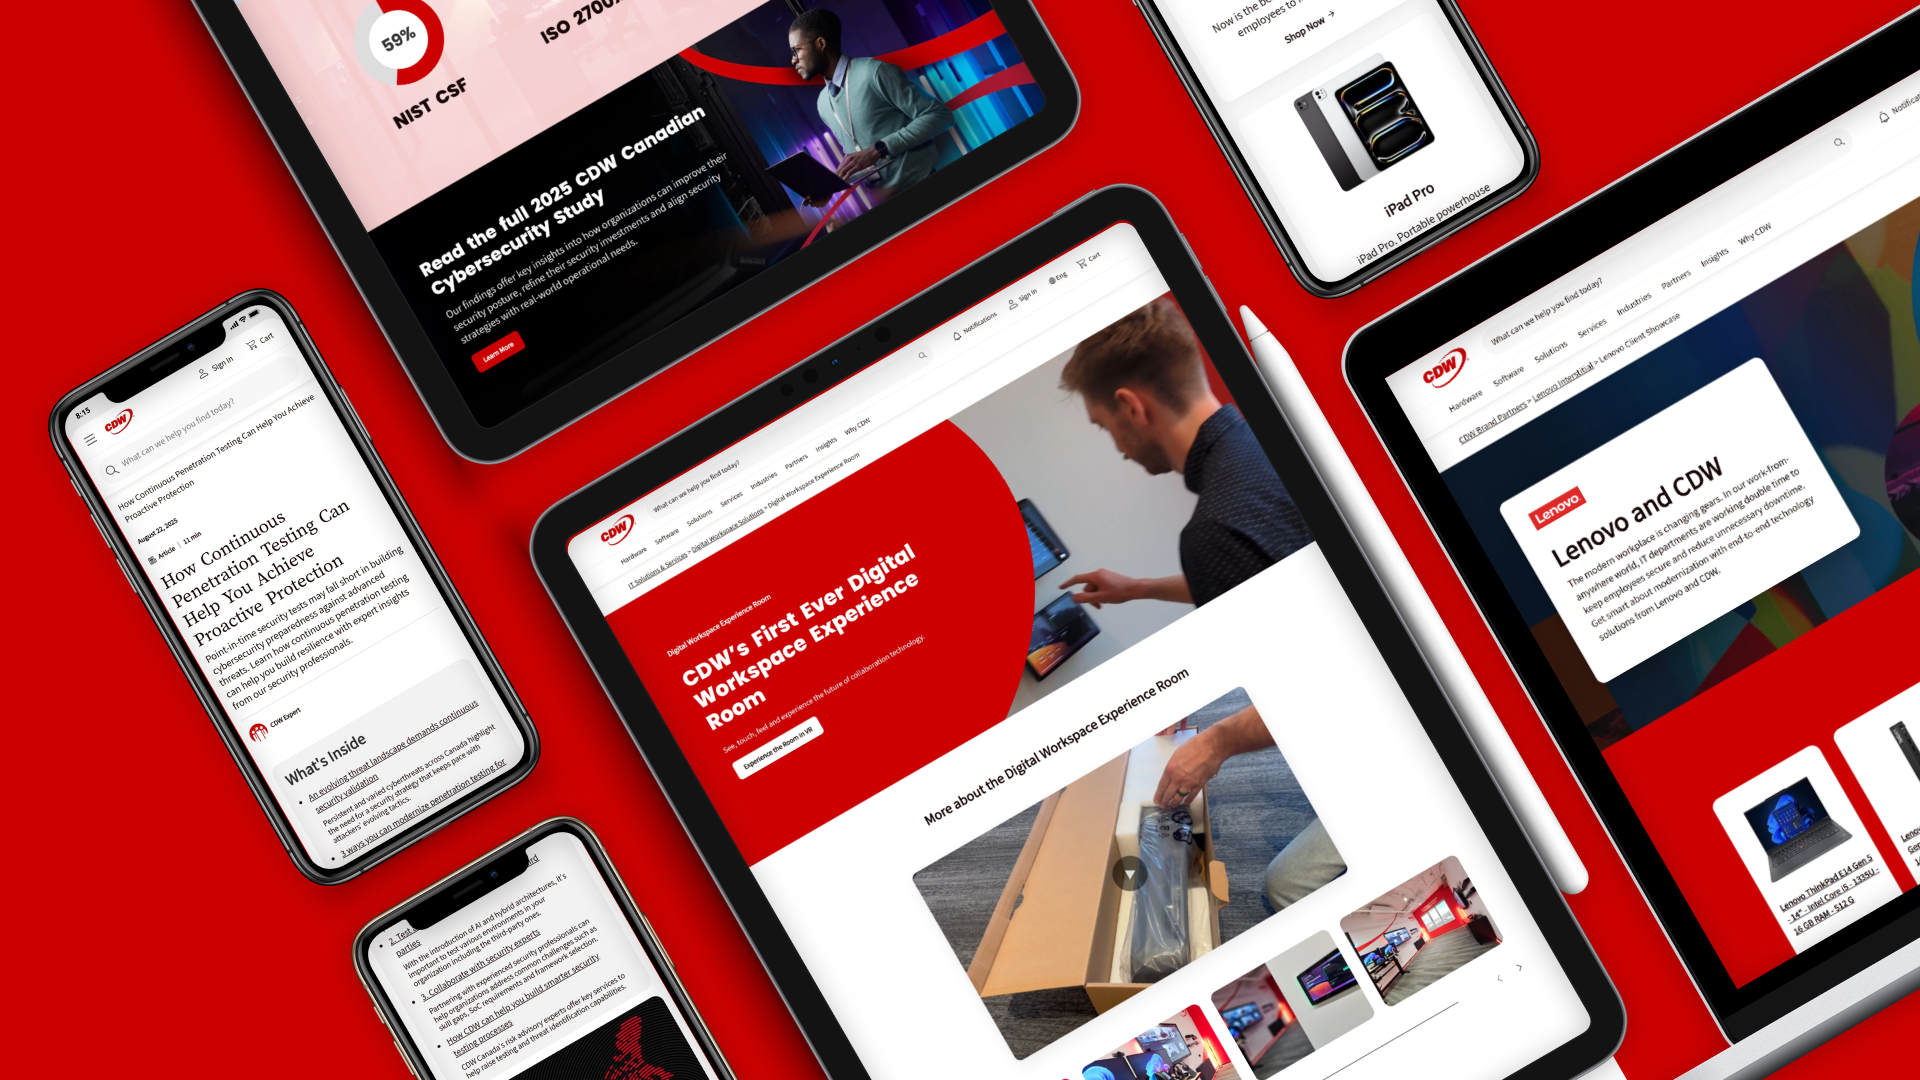 59%
NIST CSF
Read the full 2025 CDW Canadian
Cybersecurity Study
Our findings offer key insights into how organizations can improve their
security posture, refine their security investments and align security
strategies with real-world operational needs.
Learn More
employees to
Shop Now →
iPad Pro
iPad Pro. Portable powerhouse
8:15
Sign In
Cart
CDW
What can we help you find today?
How Continuous Penetration Testing Can Help You Achieve
Proactive Protection
August 22, 2025
Article | 11 min
How Continuous
Penetration Testing Can
Help You Achieve
Proactive Protection
Point-in-time security tests may fall short in building
cybersecurity preparedness against advanced
threats. Learn how continuous penetration testing
can help you build resilience with expert insights
from our security professionals.
CDW Expert
What's Inside
• An evolving threat landscape demands continuous
security validation
Persistent and varied cyberthreats across Canada highlight
the need for a security strategy that keeps pace with
attackers' evolving tactics.
• 3 ways you can modernize penetration testing for
2. Test
parties
With the introduction of AI and hybrid architectures, it's
important to test various environments in your
organization including the third-party ones.
• 3. Collaborate with security experts
Partnering with experienced security professionals can
help organizations address common challenges such as
skill gaps, SoC requirements and framework selection.
• How CDW can help you build smarter security
testing processes
CDW Canada's risk advisory experts offer key services to
help raise testing and threat identification capabilities.
CDW
What can we help you find today?
Notifications
Sign In
Eng
Cart
Hardware Software Solutions Services Industries Partners Insights Why CDW
IT Solutions & Services > Digital Workspace Solutions > Digital Workspace Experience Room
Digital Workspace Experience Room
CDW's First Ever Digital
Workspace Experience
Room
See, touch, feel and experience the future of collaboration technology.
Experience the Room in VR
More about the Digital Workspace Experience Room
CDW
What can we help you find today?
Hardware Software Solutions Services Industries Partners Insights Why CDW
CDW Brand Partners > Lenovo Interstitial > Lenovo Client Showcase
Lenovo
Lenovo and CDW
The modern workplace is changing gears. In our work-from-
anywhere world, IT departments are working double time to
keep employees secure and reduce unnecessary downtime.
Get smart about modernization with end-to-end technology
solutions from Lenovo and CDW.
Lenovo ThinkPad E14 Gen 5
- 14" - Intel Core i5 - 1335U -
16 GB RAM - 512 G